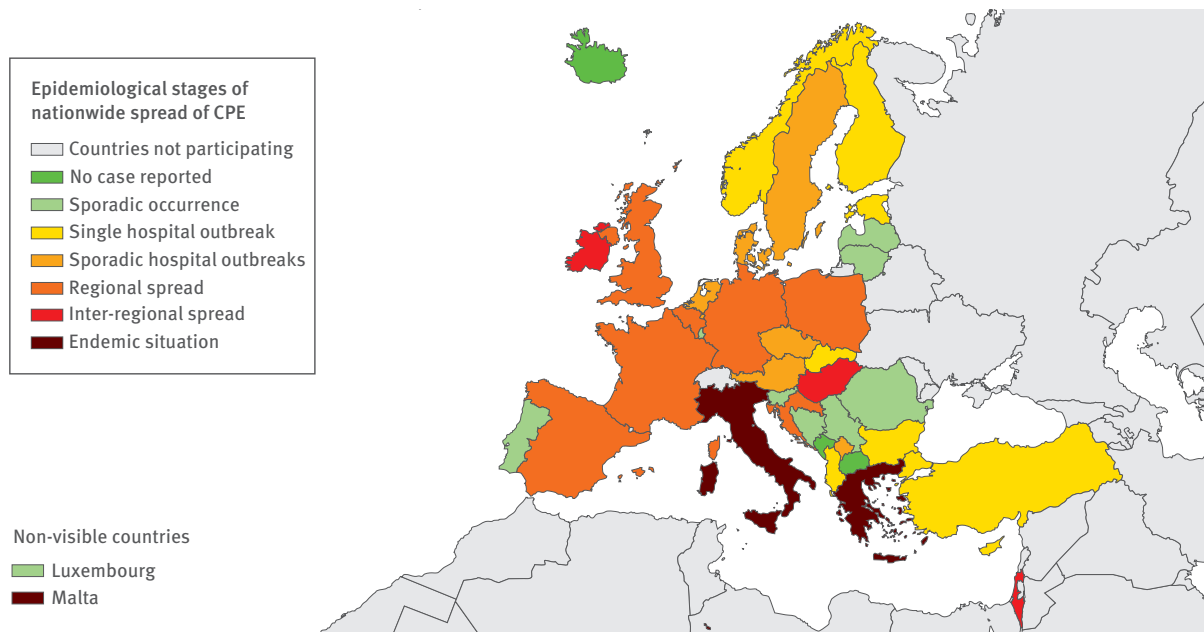 Epidemiological stages of
nationwide spread of CPE
Countries not participating
No case reported
Sporadic occurrence
Single hospital outbreak
Sporadic hospital outbreaks
Regional spread
Inter-regional spread
Endemic situation
Non-visible countries
Luxembourg
Malta